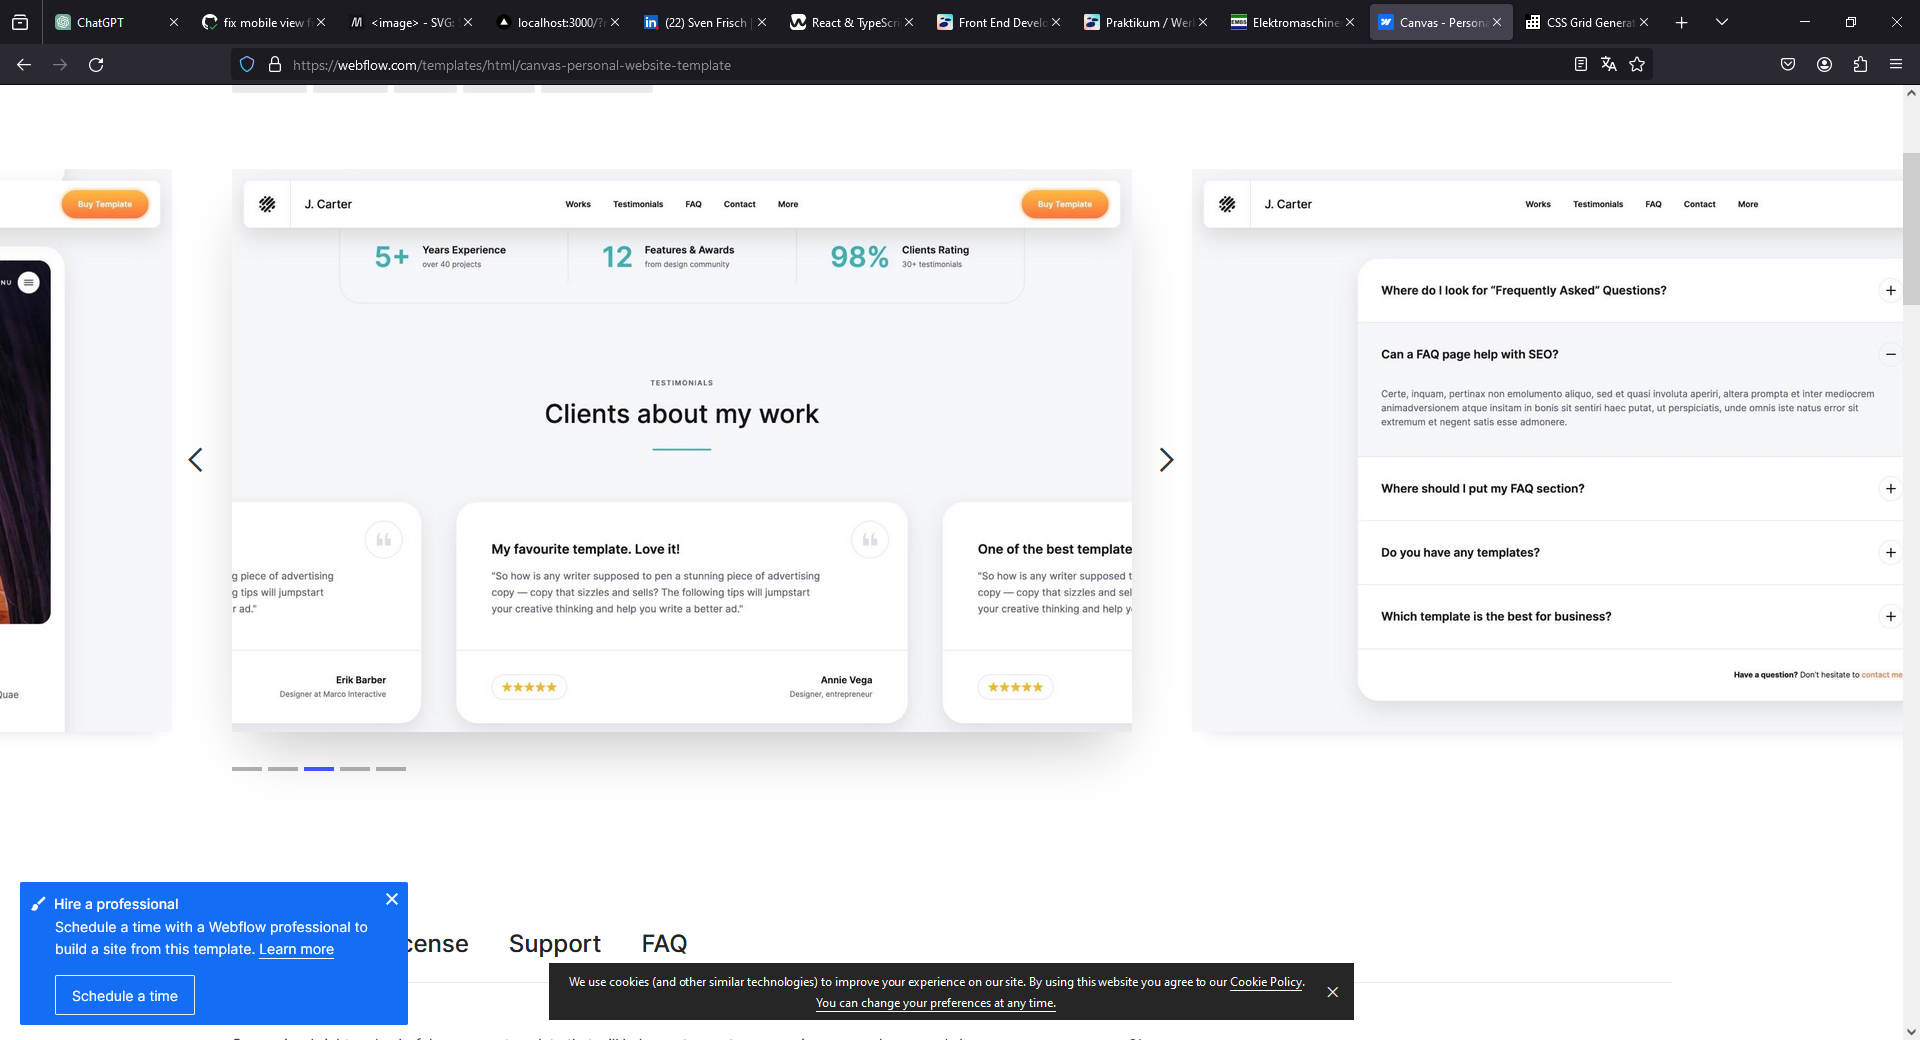 ChatGPT
fix mobile view f
<image> - SVG:
localhost:3000/?
(22) Sven Frisch |
React & TypeScri
Front End Develo
Praktikum / Wer
Elektromaschine
Canvas - Persona
CSS Grid Generat
https://webflow.com/templates/html/canvas-personal-website-template
Buy Template
NU
Quae
J. Carter
Works
Testimonials
FAQ
Contact
More
Buy Template
5+
Years Experience
over 40 projects
12
Features & Awards
from design community
98%
Clients Rating
30+ testimonials
TESTIMONIALS
Clients about my work
g piece of advertising
g tips will jumpstart
r ad."
Erik Barber
Designer at Marco Interactive
My favourite template. Love it!
"So how is any writer supposed to pen a stunning piece of advertising
copy — copy that sizzles and sells? The following tips will jumpstart
your creative thinking and help you write a better ad."
★★★★★
Annie Vega
Designer, entrepreneur
One of the best template
"So how is any writer supposed t
copy — copy that sizzles and sel
your creative thinking and help y
★★★★★
J. Carter
Works
Testimonials
FAQ
Contact
More
Where do I look for “Frequently Asked” Questions?
Can a FAQ page help with SEO?
Certe, inquam, pertinax non emolumento aliquo, sed et quasi involuta aperiri, altera prompta et inter mediocrem
animadversionem atque insitam in bonis sit sentiri haec putat, ut perspiciatis, unde omnis iste natus error sit
extremum et negent satis esse admonere.
Where should I put my FAQ section?
Do you have any templates?
Which template is the best for business?
Have a question? Don't hesitate to contact me
Hire a professional
Schedule a time with a Webflow professional to
build a site from this template. Learn more
Schedule a time
cense
Support
FAQ
We use cookies (and other similar technologies) to improve your experience on our site. By using this website you agree to our Cookie Policy.
You can change your preferences at any time.